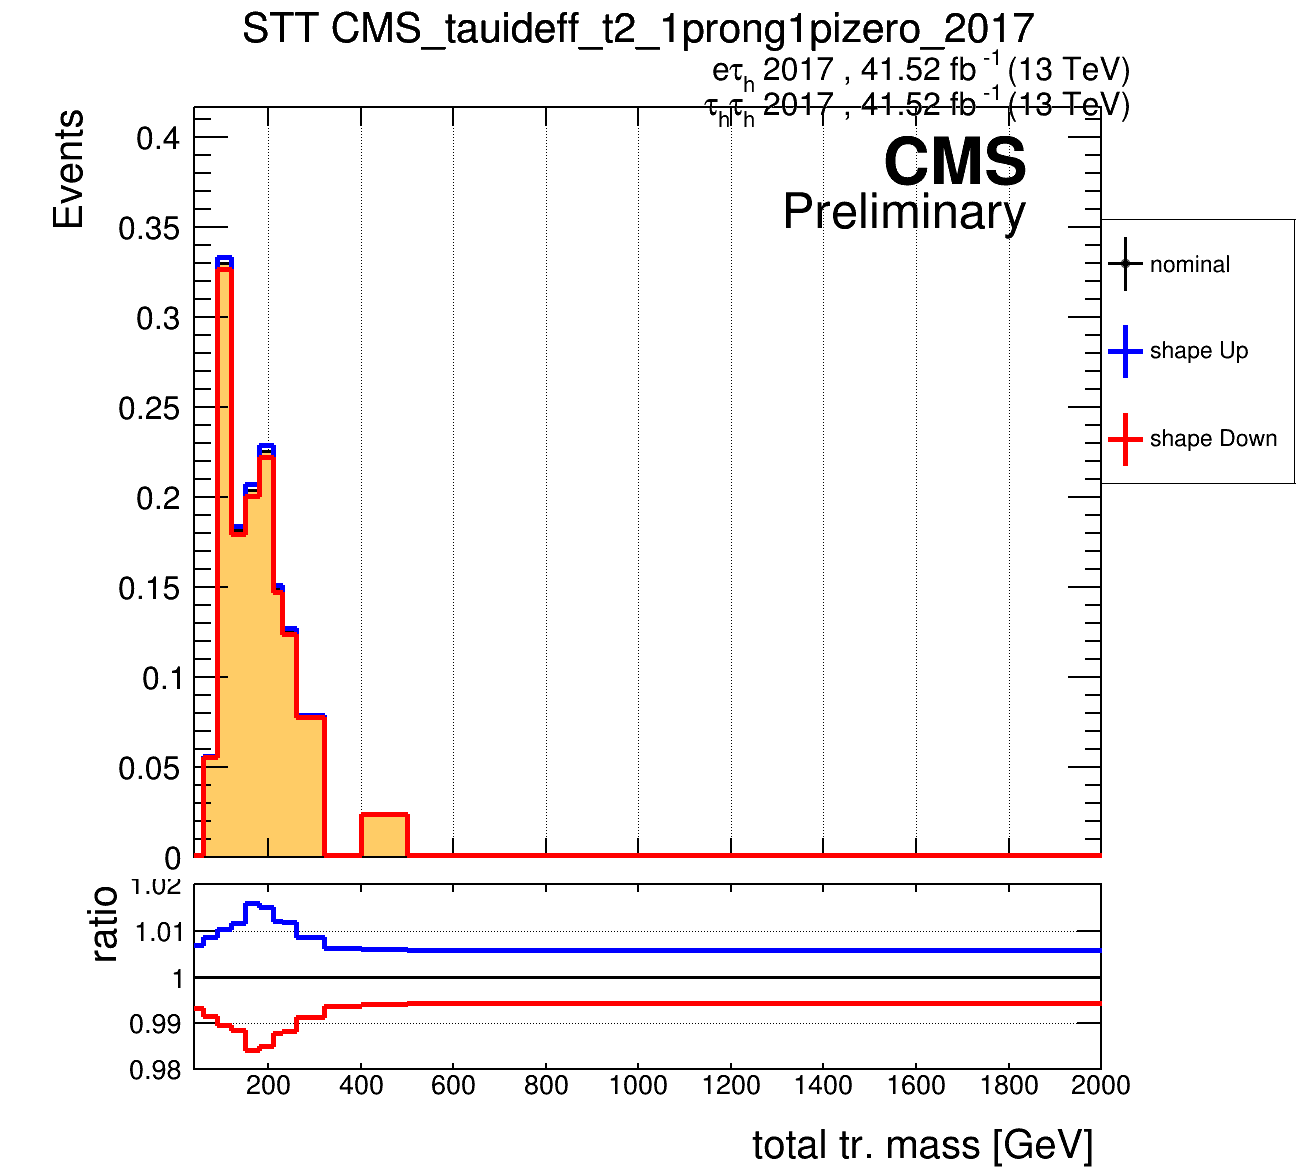 STT CMS_tauideff_t2_1prong1pizero_2017
eτh 2017 , 41.52 fb -1 (13 TeV)
τhτh 2017 , 41.52 fb -1 (13 TeV)
Events
CMS
Preliminary
0.4
0.35
0.3
0.25
0.2
0.15
0.1
0.05
0
nominal
shape Up
shape Down
ratio
1.02
1.01
1
0.99
0.98
200 400 600 800 1000 1200 1400 1600 1800 2000
total tr. mass [GeV]